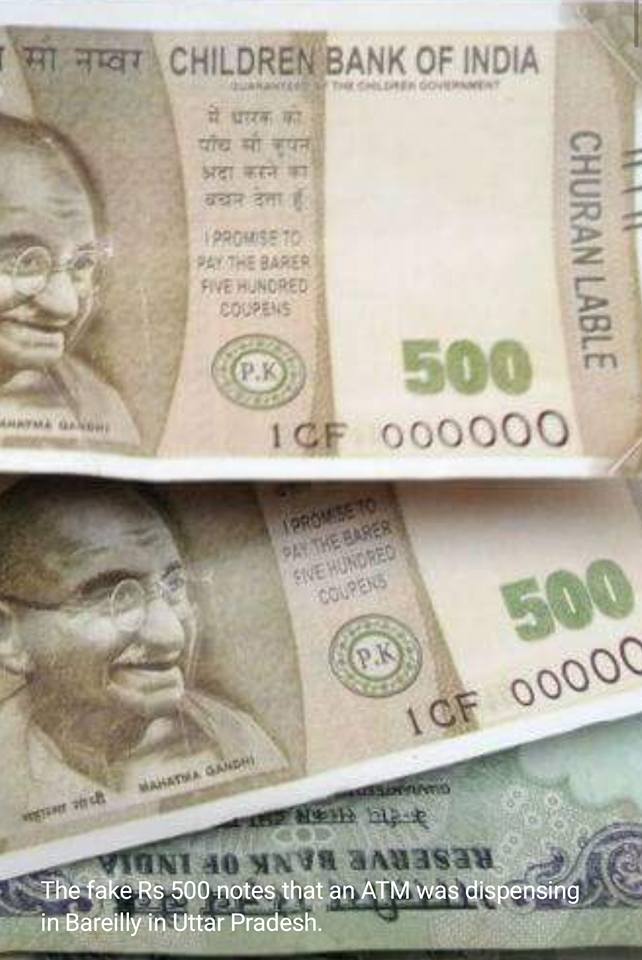 सौ नम्बर CHILDREN BANK OF INDIA
GUARANTEED BY THE CHILDREN GOVERNMENT
मैं धारक को
पाँच सौ कूपन
अदा करने का
वचन देता हूँ
I PROMISE TO
PAY THE BARER
FIVE HUNDRED
COUPENS
CHURAN LABLE
500
P.K
MAHATMA GANDHI
1CF 000000
I PROMISE TO
PAY THE BARER
FIVE HUNDRED
COUPENS
500
P.K
1CF 00000
महात्मा गांधी MAHATMA GANDHI
RESERVE BANK OF INDIA
The fake Rs 500 notes that an ATM was dispensing
in Bareilly in Uttar Pradesh.